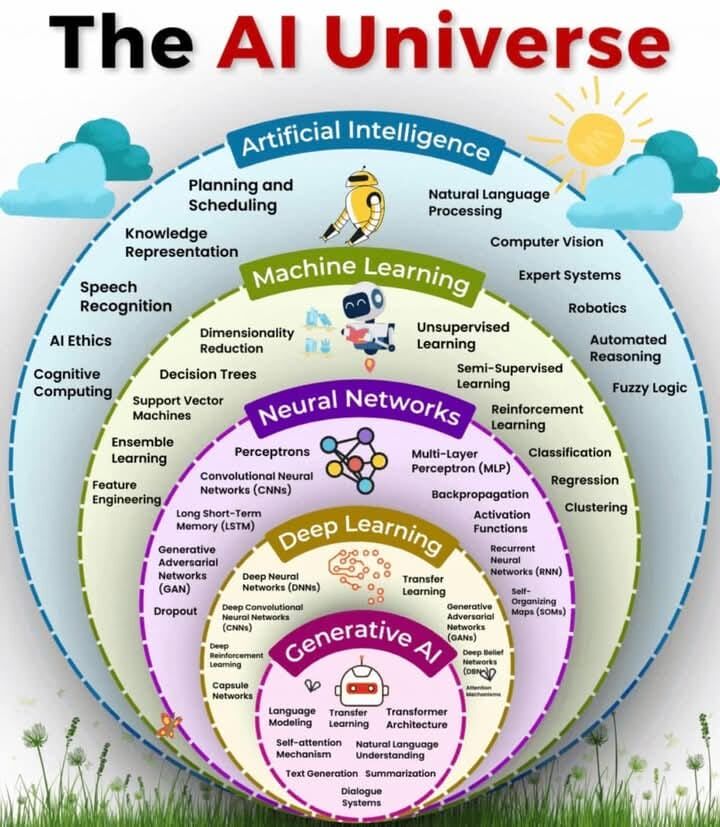 The AI Universe
Artificial Intelligence
Planning and
Scheduling
Natural Language
Processing
Knowledge
Representation
Computer Vision
Speech
Recognition
Expert Systems
Robotics
AI Ethics
Automated
Reasoning
Cognitive
Computing
Fuzzy Logic
Machine Learning
Dimensionality
Reduction
Unsupervised
Learning
Decision Trees
Semi-Supervised
Learning
Support Vector
Machines
Reinforcement
Learning
Ensemble
Learning
Classification
Feature
Engineering
Regression
Clustering
Neural Networks
Perceptrons
Multi-Layer
Perceptron (MLP)
Convolutional Neural
Networks (CNNs)
Backpropagation
Long Short-Term
Memory (LSTM)
Activation
Functions
Generative
Adversarial
Networks
(GAN)
Recurrent
Neural
Networks (RNN)
Dropout
Self-
Organizing
Maps (SOMs)
Deep Learning
Deep Neural
Networks (DNNs)
Transfer
Learning
Deep Convolutional
Neural Networks
(CNNs)
Generative
Adversarial
Networks
(GANs)
Deep
Reinforcement
Learning
Deep Belief
Networks
(DBNs)
Capsule
Networks
Attention
Mechanisms
Generative AI
Language
Modeling
Transfer
Learning
Transformer
Architecture
Self-attention
Mechanism
Natural Language
Understanding
Text Generation
Summarization
Dialogue
Systems